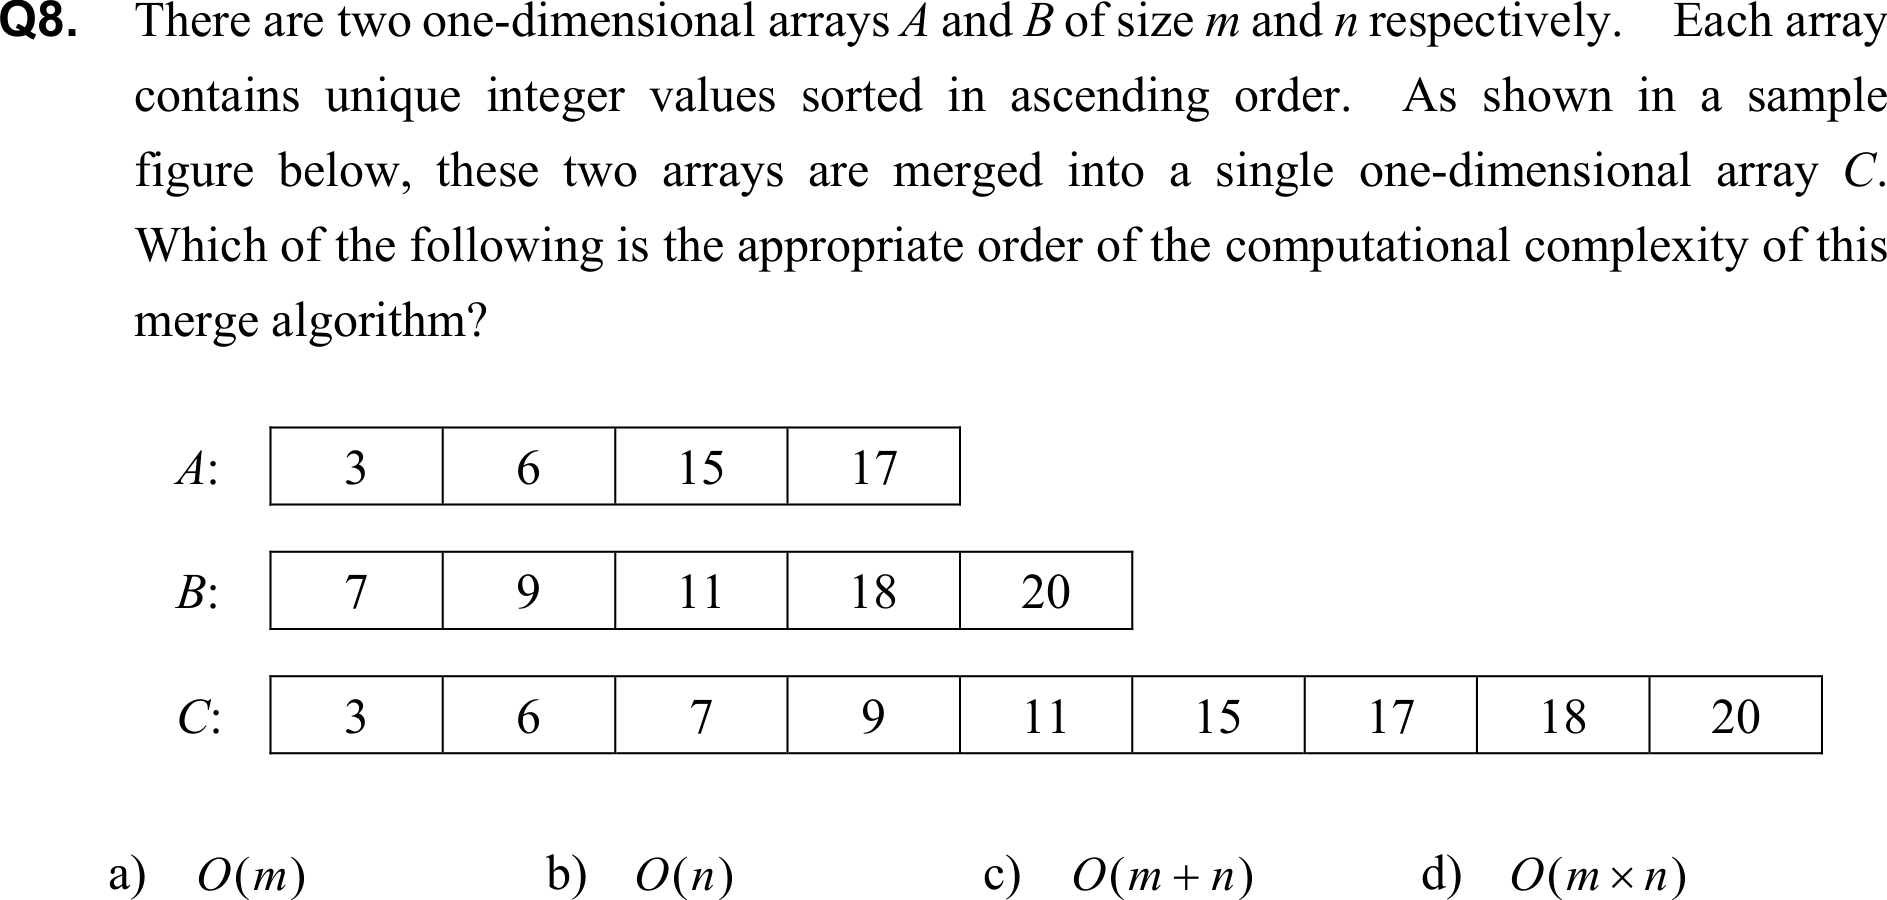 Q8. There are two one-dimensional arrays A and B of size m and n respectively. Each array
contains unique integer values sorted in ascending order. As shown in a sample
figure below, these two arrays are merged into a single one-dimensional array C.
Which of the following is the appropriate order of the computational complexity of this
merge algorithm?
A: 3 6 15 17
B: 7 9 11 18 20
C: 3 6 7 9 11 15 17 18 20
a) O(m) b) O(n) c) O(m + n) d) O(m × n)